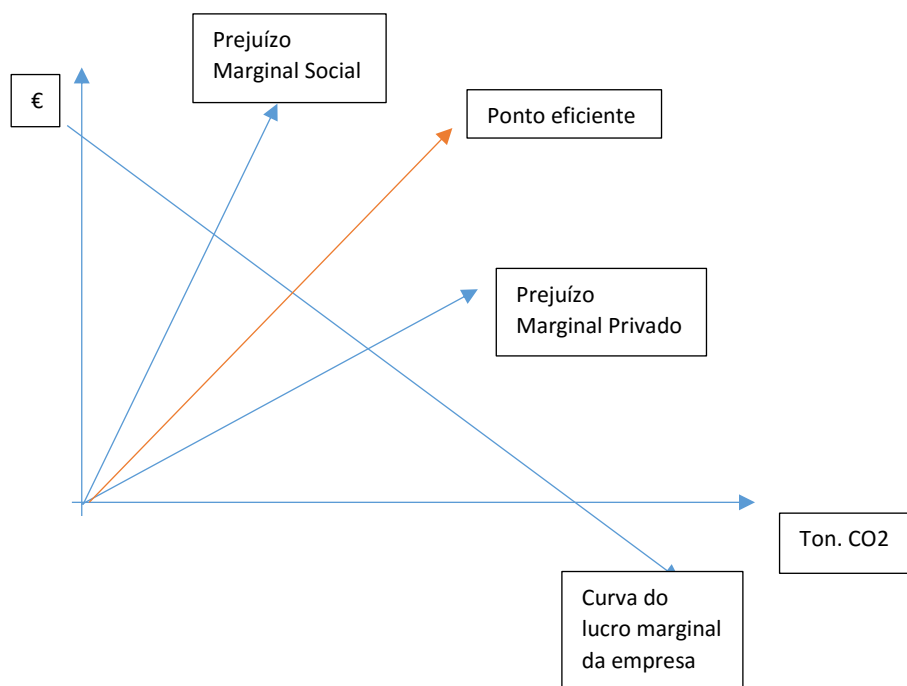 Prejuízo
Marginal Social
€
Ponto eficiente
Prejuízo
Marginal Privado
Ton. CO2
Curva do
lucro marginal
da empresa